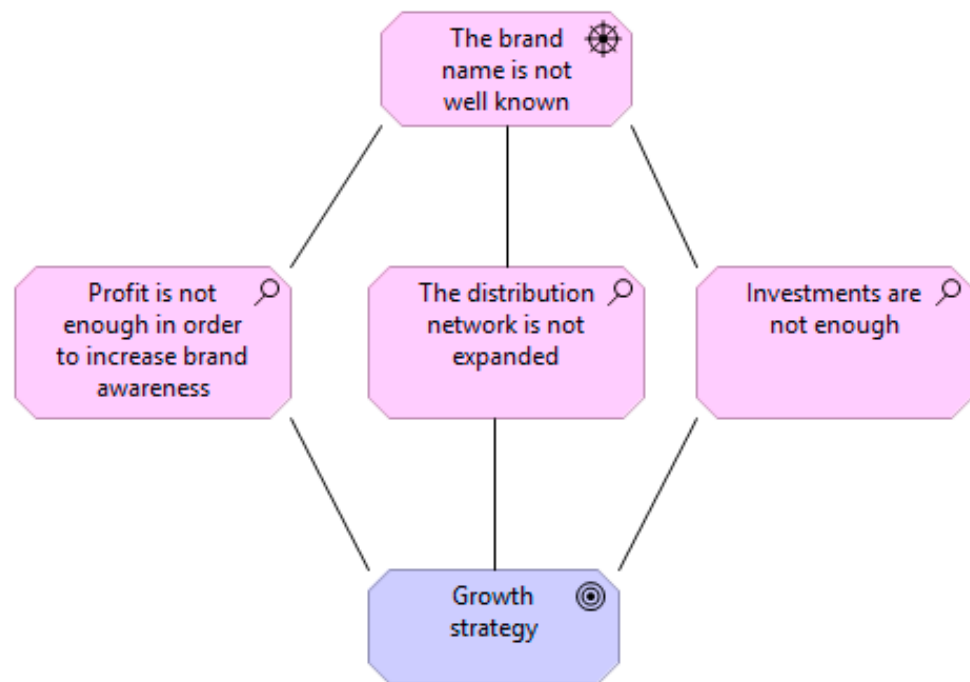 The brand
name is not
well known
Profit is not
enough in order
to increase brand
awareness
The distribution
network is not
expanded
Investments are
not enough
Growth
strategy